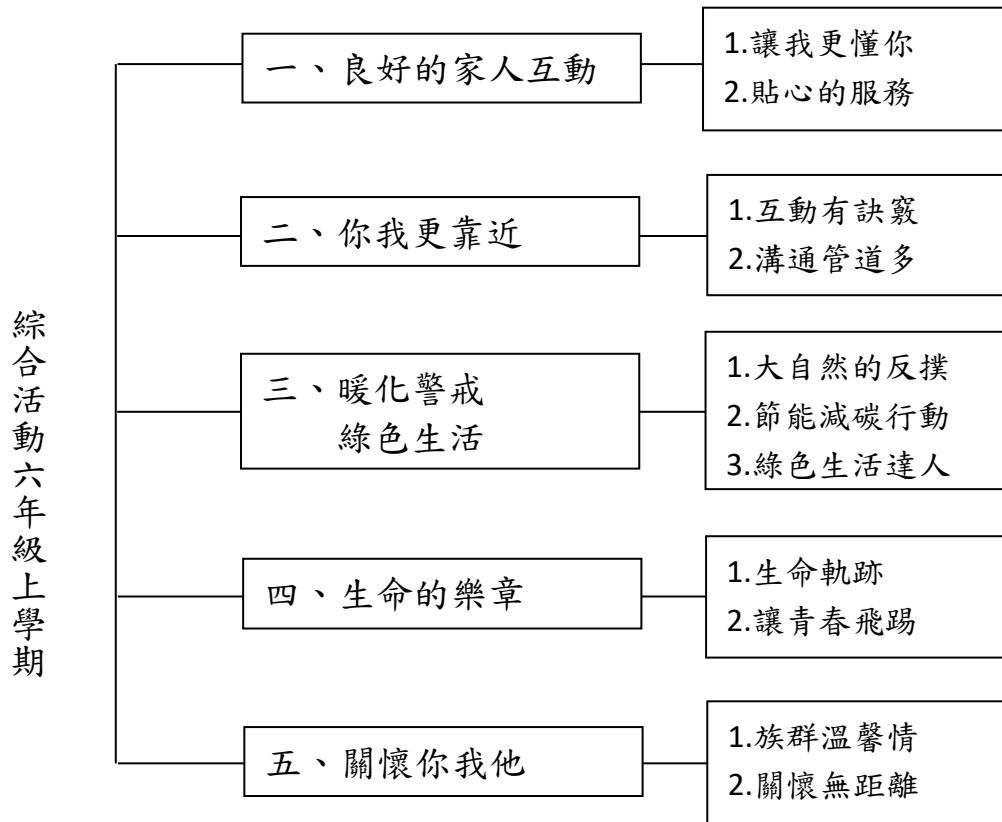 綜合活動六年級上學期
一、良好的家人互動
1.讓我更懂你
2.貼心的服務
二、你我更靠近
1.互動有訣竅
2.溝通管道多
三、暖化警戒
綠色生活
1.大自然的反撲
2.節能減碳行動
3.綠色生活達人
四、生命的樂章
1.生命軌跡
2.讓青春飛踢
五、關懷你我他
1.族群溫馨情
2.關懷無距離